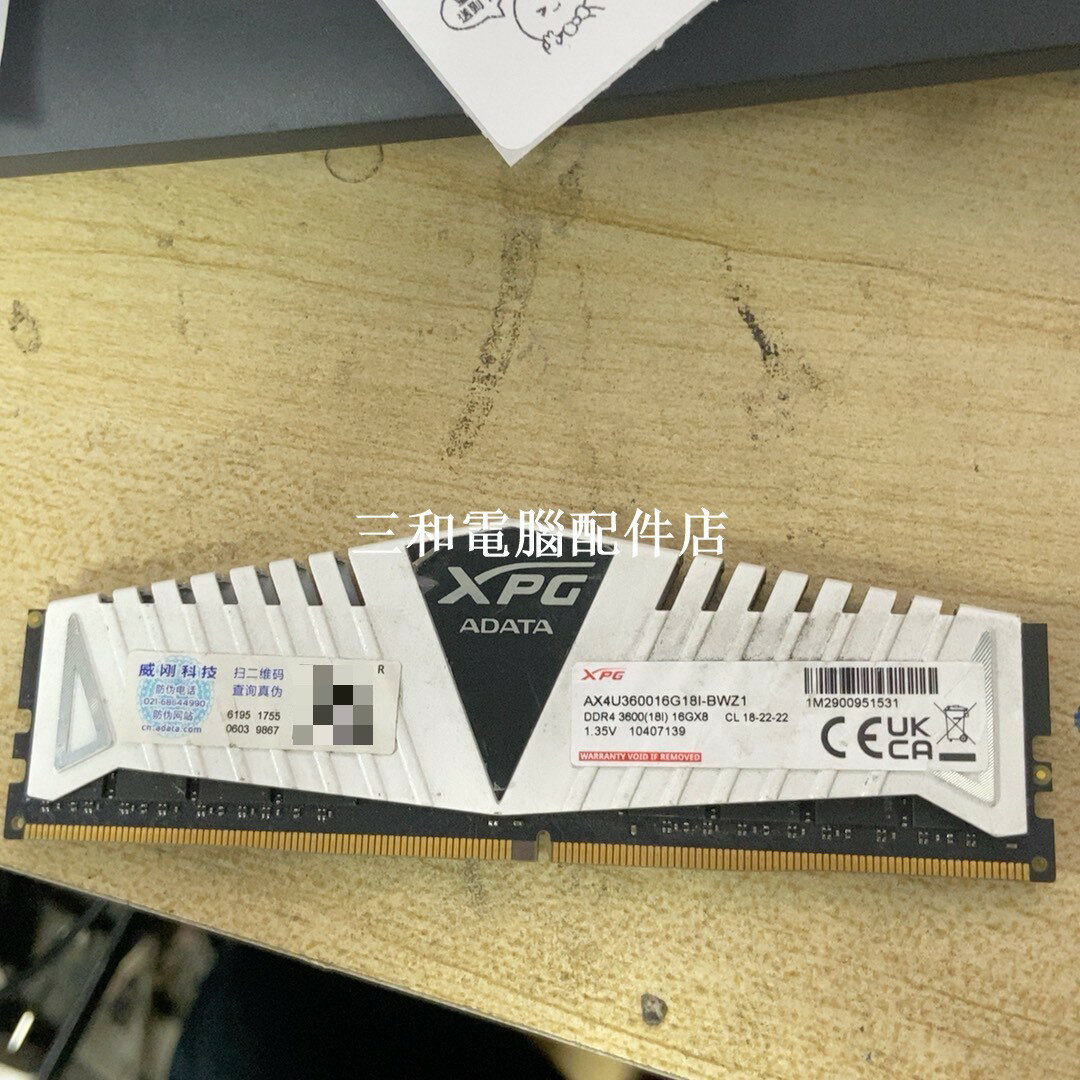 三和電腦配件店
XPG
ADATA
威刚科技
防伪电话
021-68644990
防伪网站
cn.adata.com
扫二维码
查询真伪
6195 1755
0603 9867
R
XPG
AX4U360016G18I-BWZ1
DDR4 3600(18I) 16GX8 CL 18-22-22
1.35V 10407139
WARRANTY VOID IF REMOVED
1M2900951531
CE UK
CA